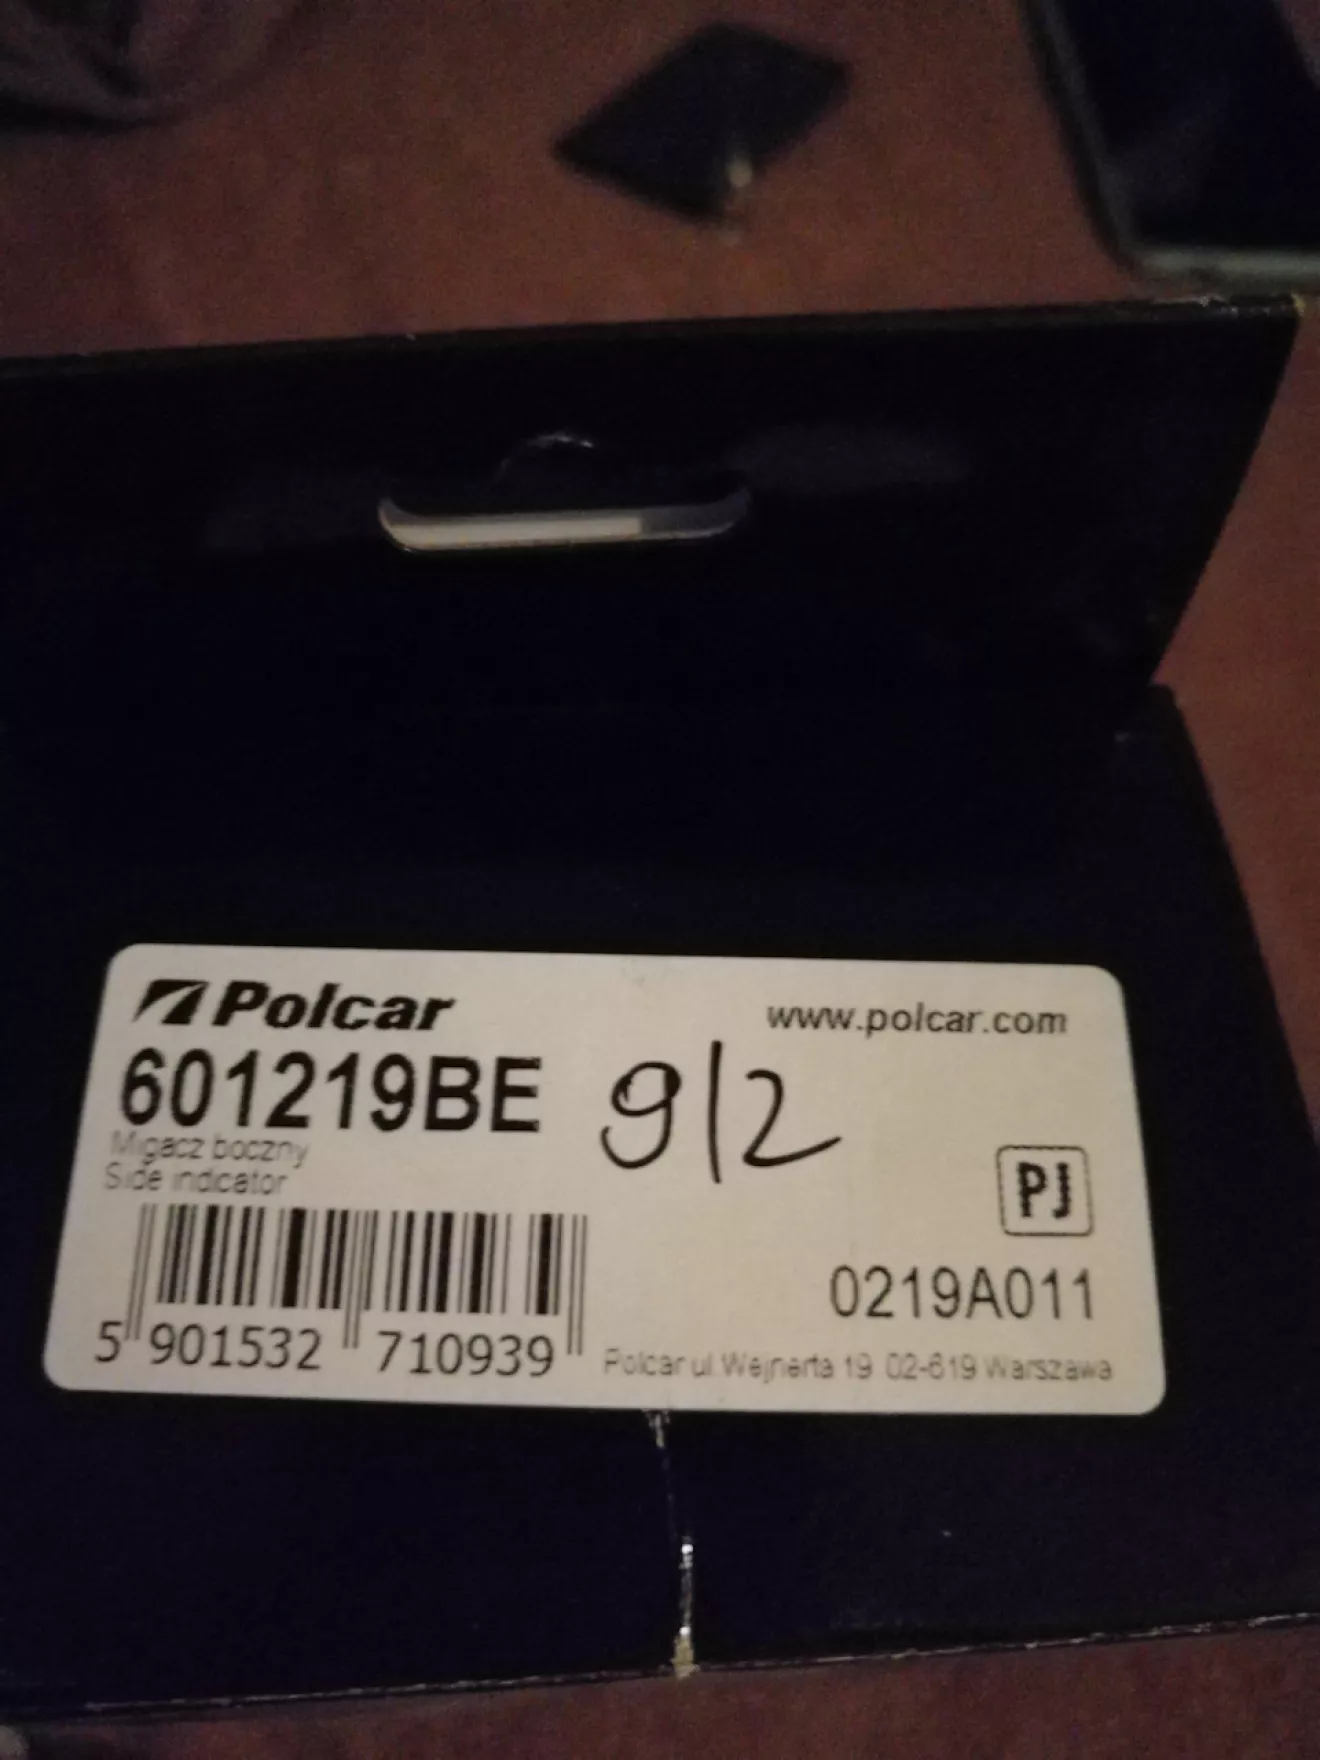 Polcar
www.polcar.com
601219BE 9/2
Migacz boczny
Side indicator
PJ
0219A011
5 901532 710939
Polcar ul.Wejnerta 19 02-619 Warszawa